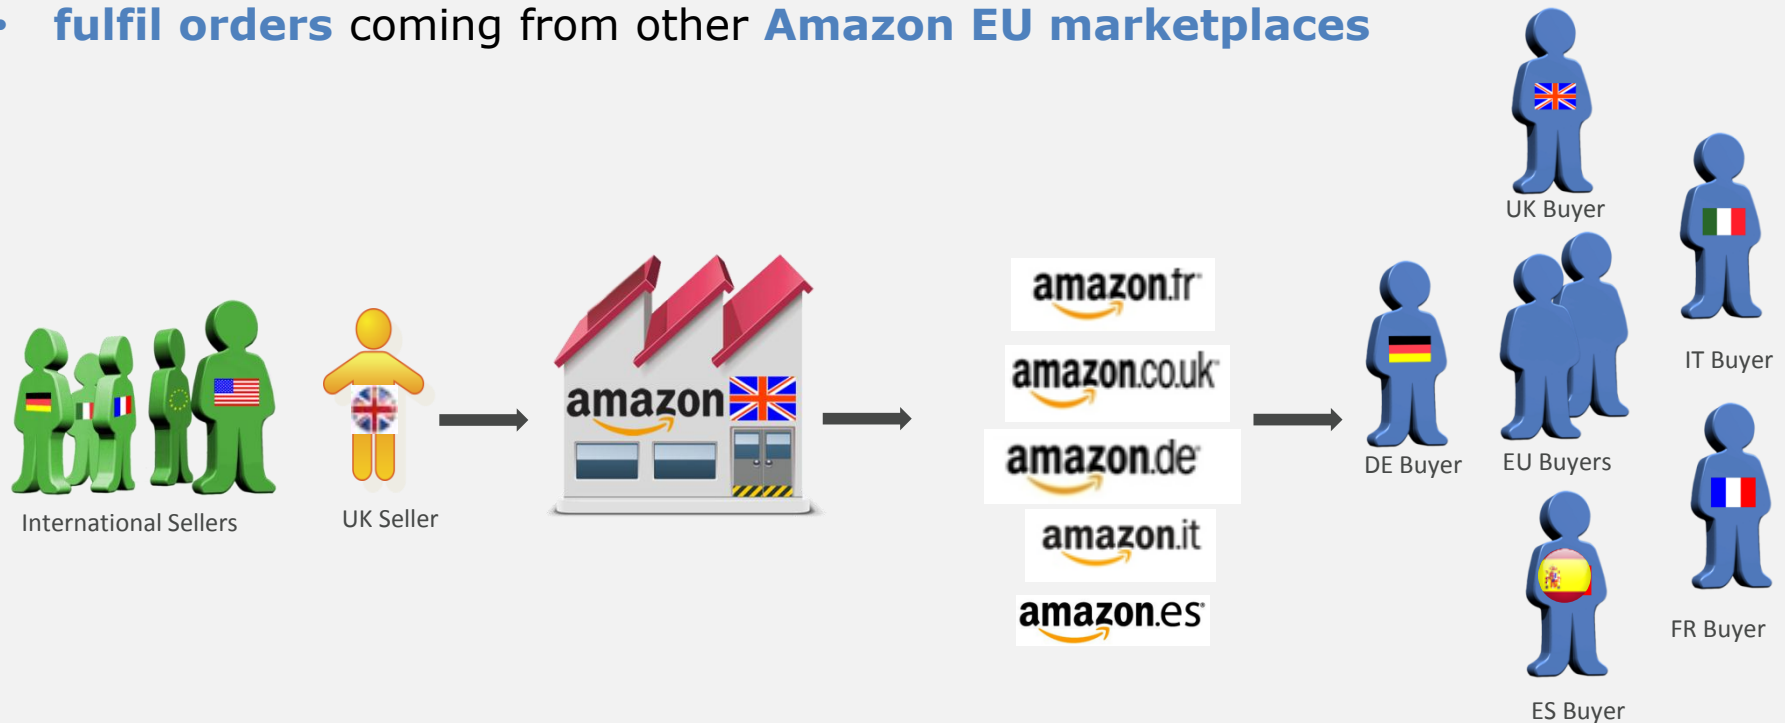 • fulfil orders coming from other Amazon EU marketplaces
UK Buyer
IT Buyer
amazon.fr
amazon.co.uk
amazon
amazon.de
DE Buyer
EU Buyers
International Sellers
UK Seller
amazon.it
amazon.es
FR Buyer
ES Buyer